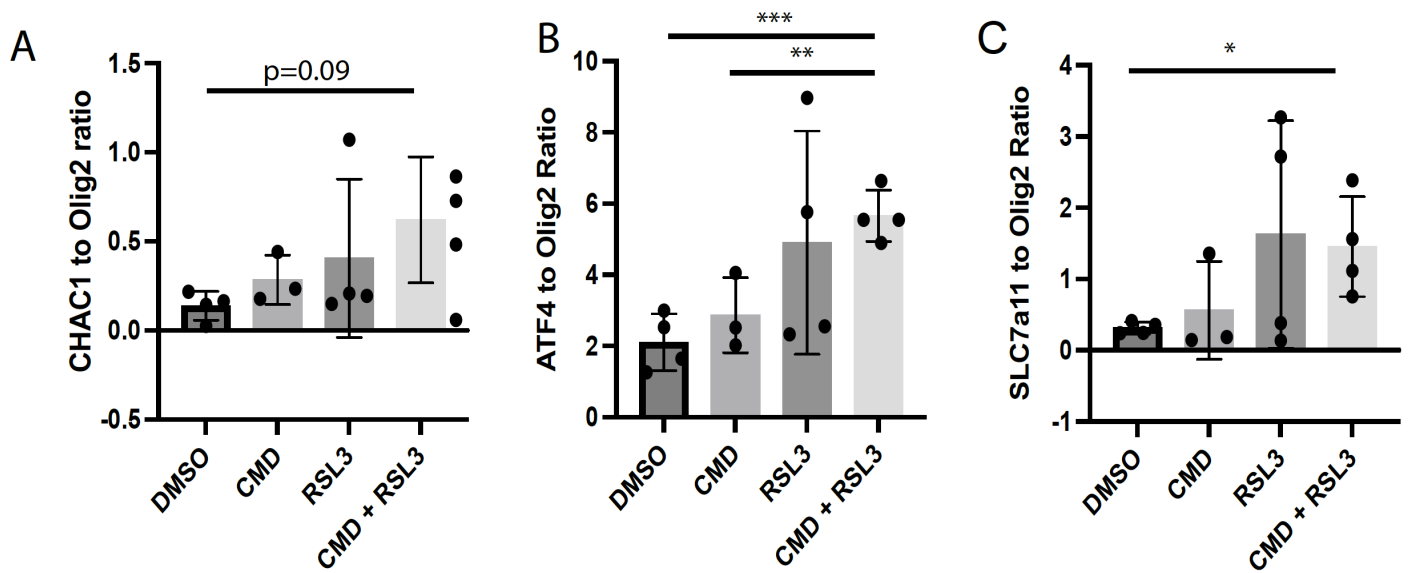 A
CHAC1 to Olig2 ratio
1.5
1.0
0.5
0.0
-0.5
p=0.09
DMSO
CMD
RSL3
CMD + RSL3
B
ATF4 to Olig2 Ratio
10
8
6
4
2
0
***
**
DMSO
CMD
RSL3
CMD + RSL3
C
SLC7a11 to Olig2 Ratio
4
3
2
1
0
-1
*
DMSO
CMD
RSL3
CMD + RSL3